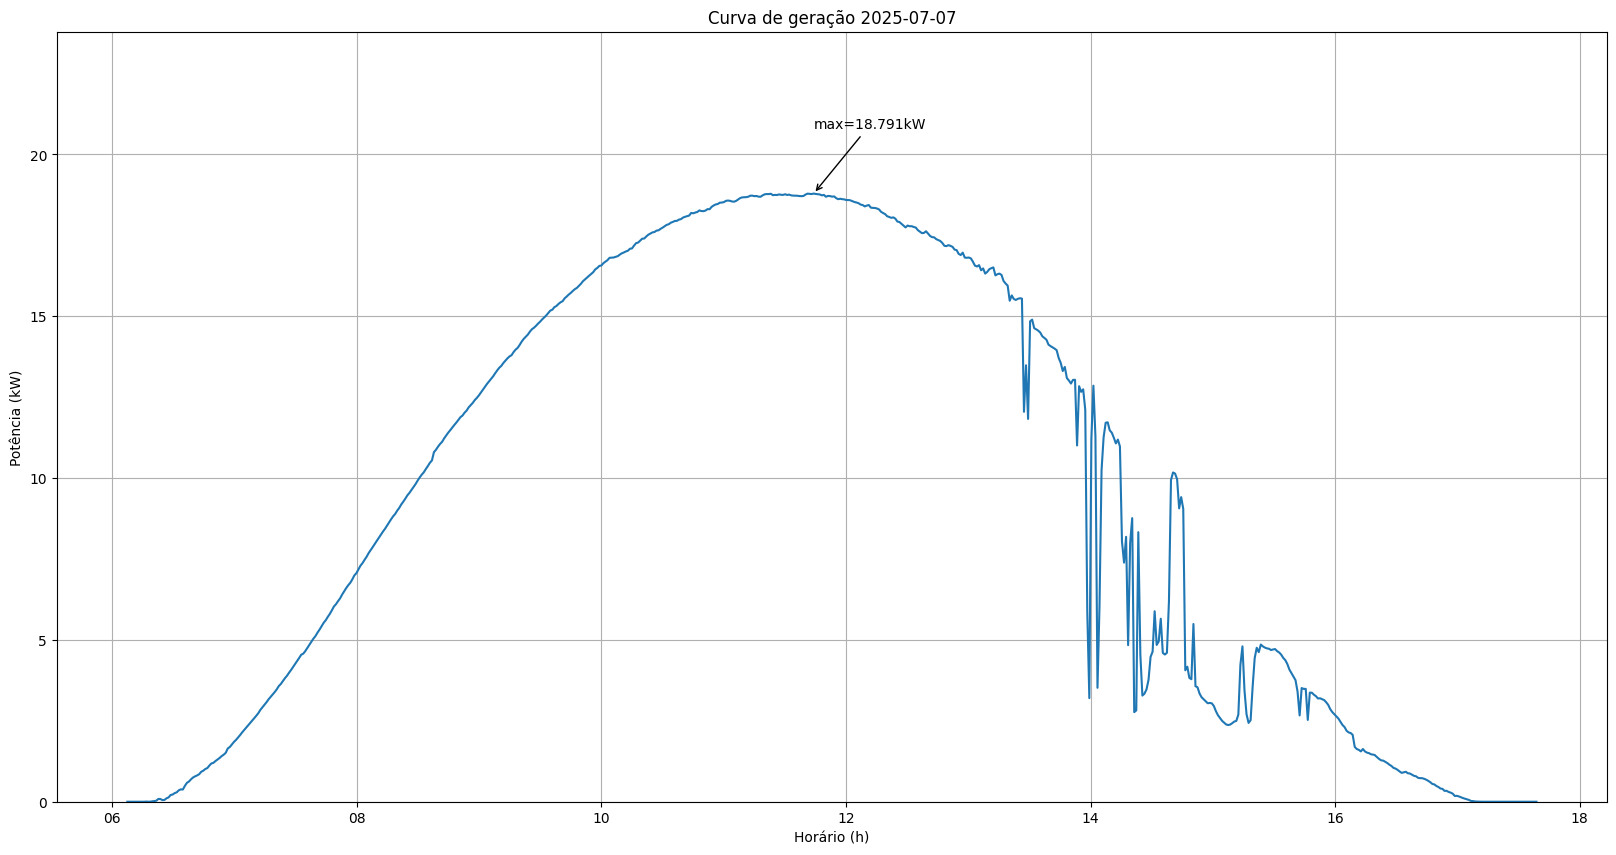 Curva de geração 2025-07-07
max=18.791kW
20
15
10
5
0
Potência (kW)
06 08 10 12 14 16 18
Horário (h)